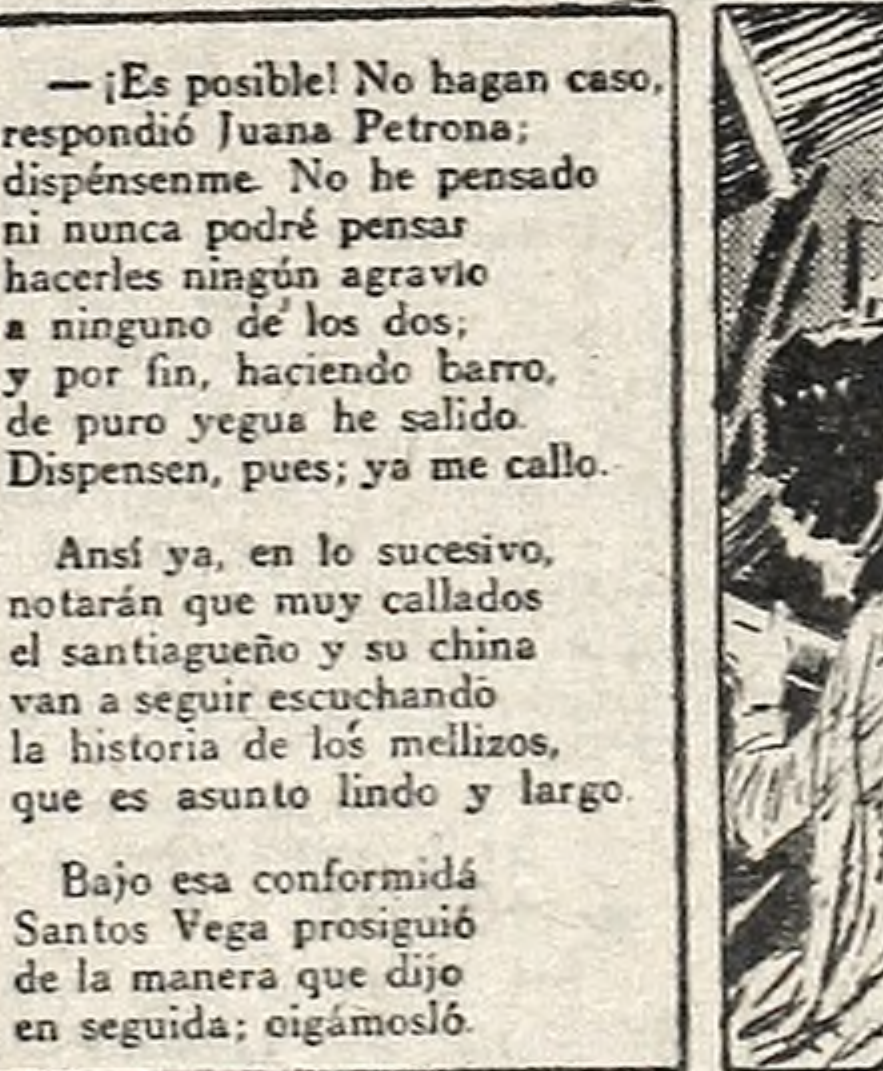 — ¡Es posible! No hagan caso,
respondió Juana Petrona;
dispénsenme. No he pensado
ni nunca podré pensar
hacerles ningún agravio
a ninguno de los dos;
y por fin, haciendo barro,
de puro yegua he salido.
Dispensen, pues; ya me callo.
Ansí ya, en lo sucesivo,
notarán que muy callados
el santiagueño y su china
van a seguir escuchando
la historia de los mellizos,
que es asunto lindo y largo.
Bajo esa conformidá
Santos Vega prosiguió
de la manera que dijo
en seguida; oigámosló.